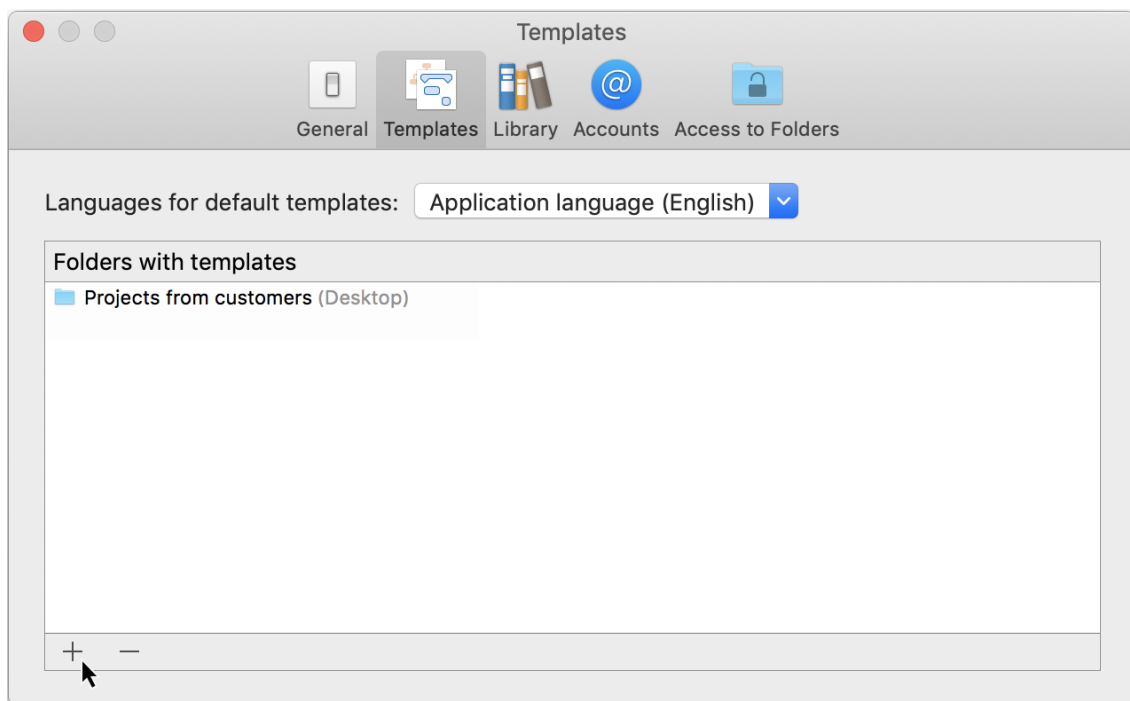 Templates
General Templates Library Accounts Access to Folders
Languages for default templates: Application language (English)
Folders with templates
Projects from customers (Desktop)